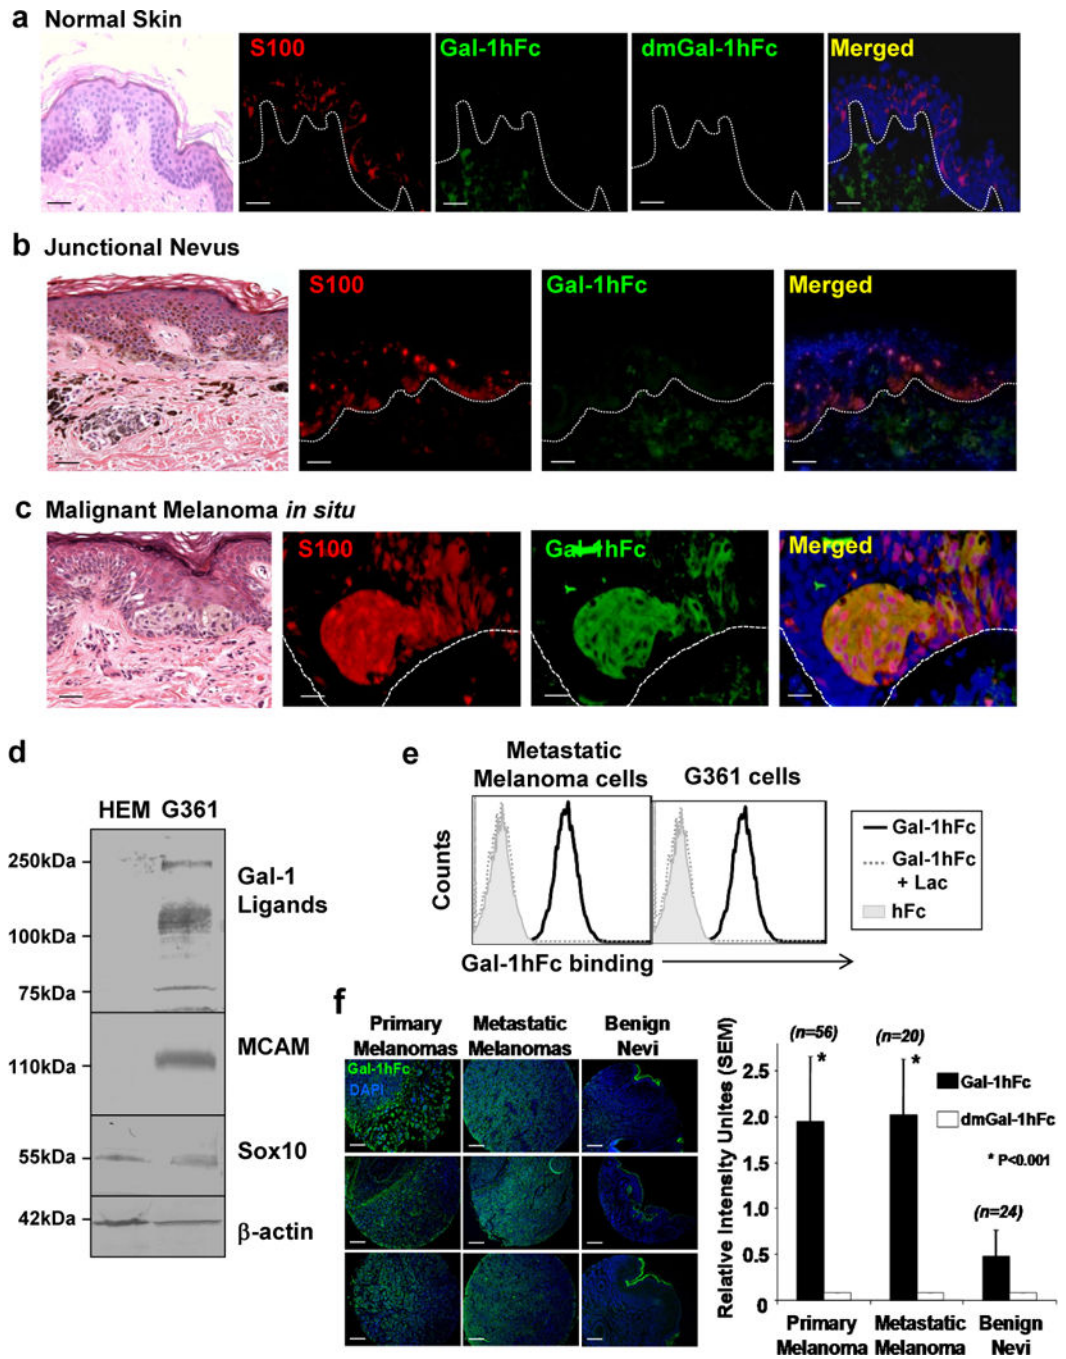 a Normal Skin
S100
Gal-1hFc
dmGal-1hFc
Merged
b Junctional Nevus
S100
Gal-1hFc
Merged
c Malignant Melanoma in situ
S100
Gal-1hFc
Merged
d
HEM G361
250kDa
100kDa
75kDa
Gal-1
Ligands
110kDa
MCAM
55kDa
Sox10
42kDa
β-actin
e
Metastatic
Melanoma cells
G361 cells
Counts
Gal-1hFc binding
Gal-1hFc
Gal-1hFc
+ Lac
hFc
f
Primary
Melanomas
Metastatic
Melanomas
Benign
Nevi
Gal-1hFc
DAPI
Relative Intensity Unites (SEM)
2.5
2.0
1.5
1.0
0.5
0
(n=56)
*
(n=20)
*
(n=24)
Gal-1hFc
dmGal-1hFc
* P<0.001
Primary
Melanoma
Metastatic
Melanoma
Benign
Nevi